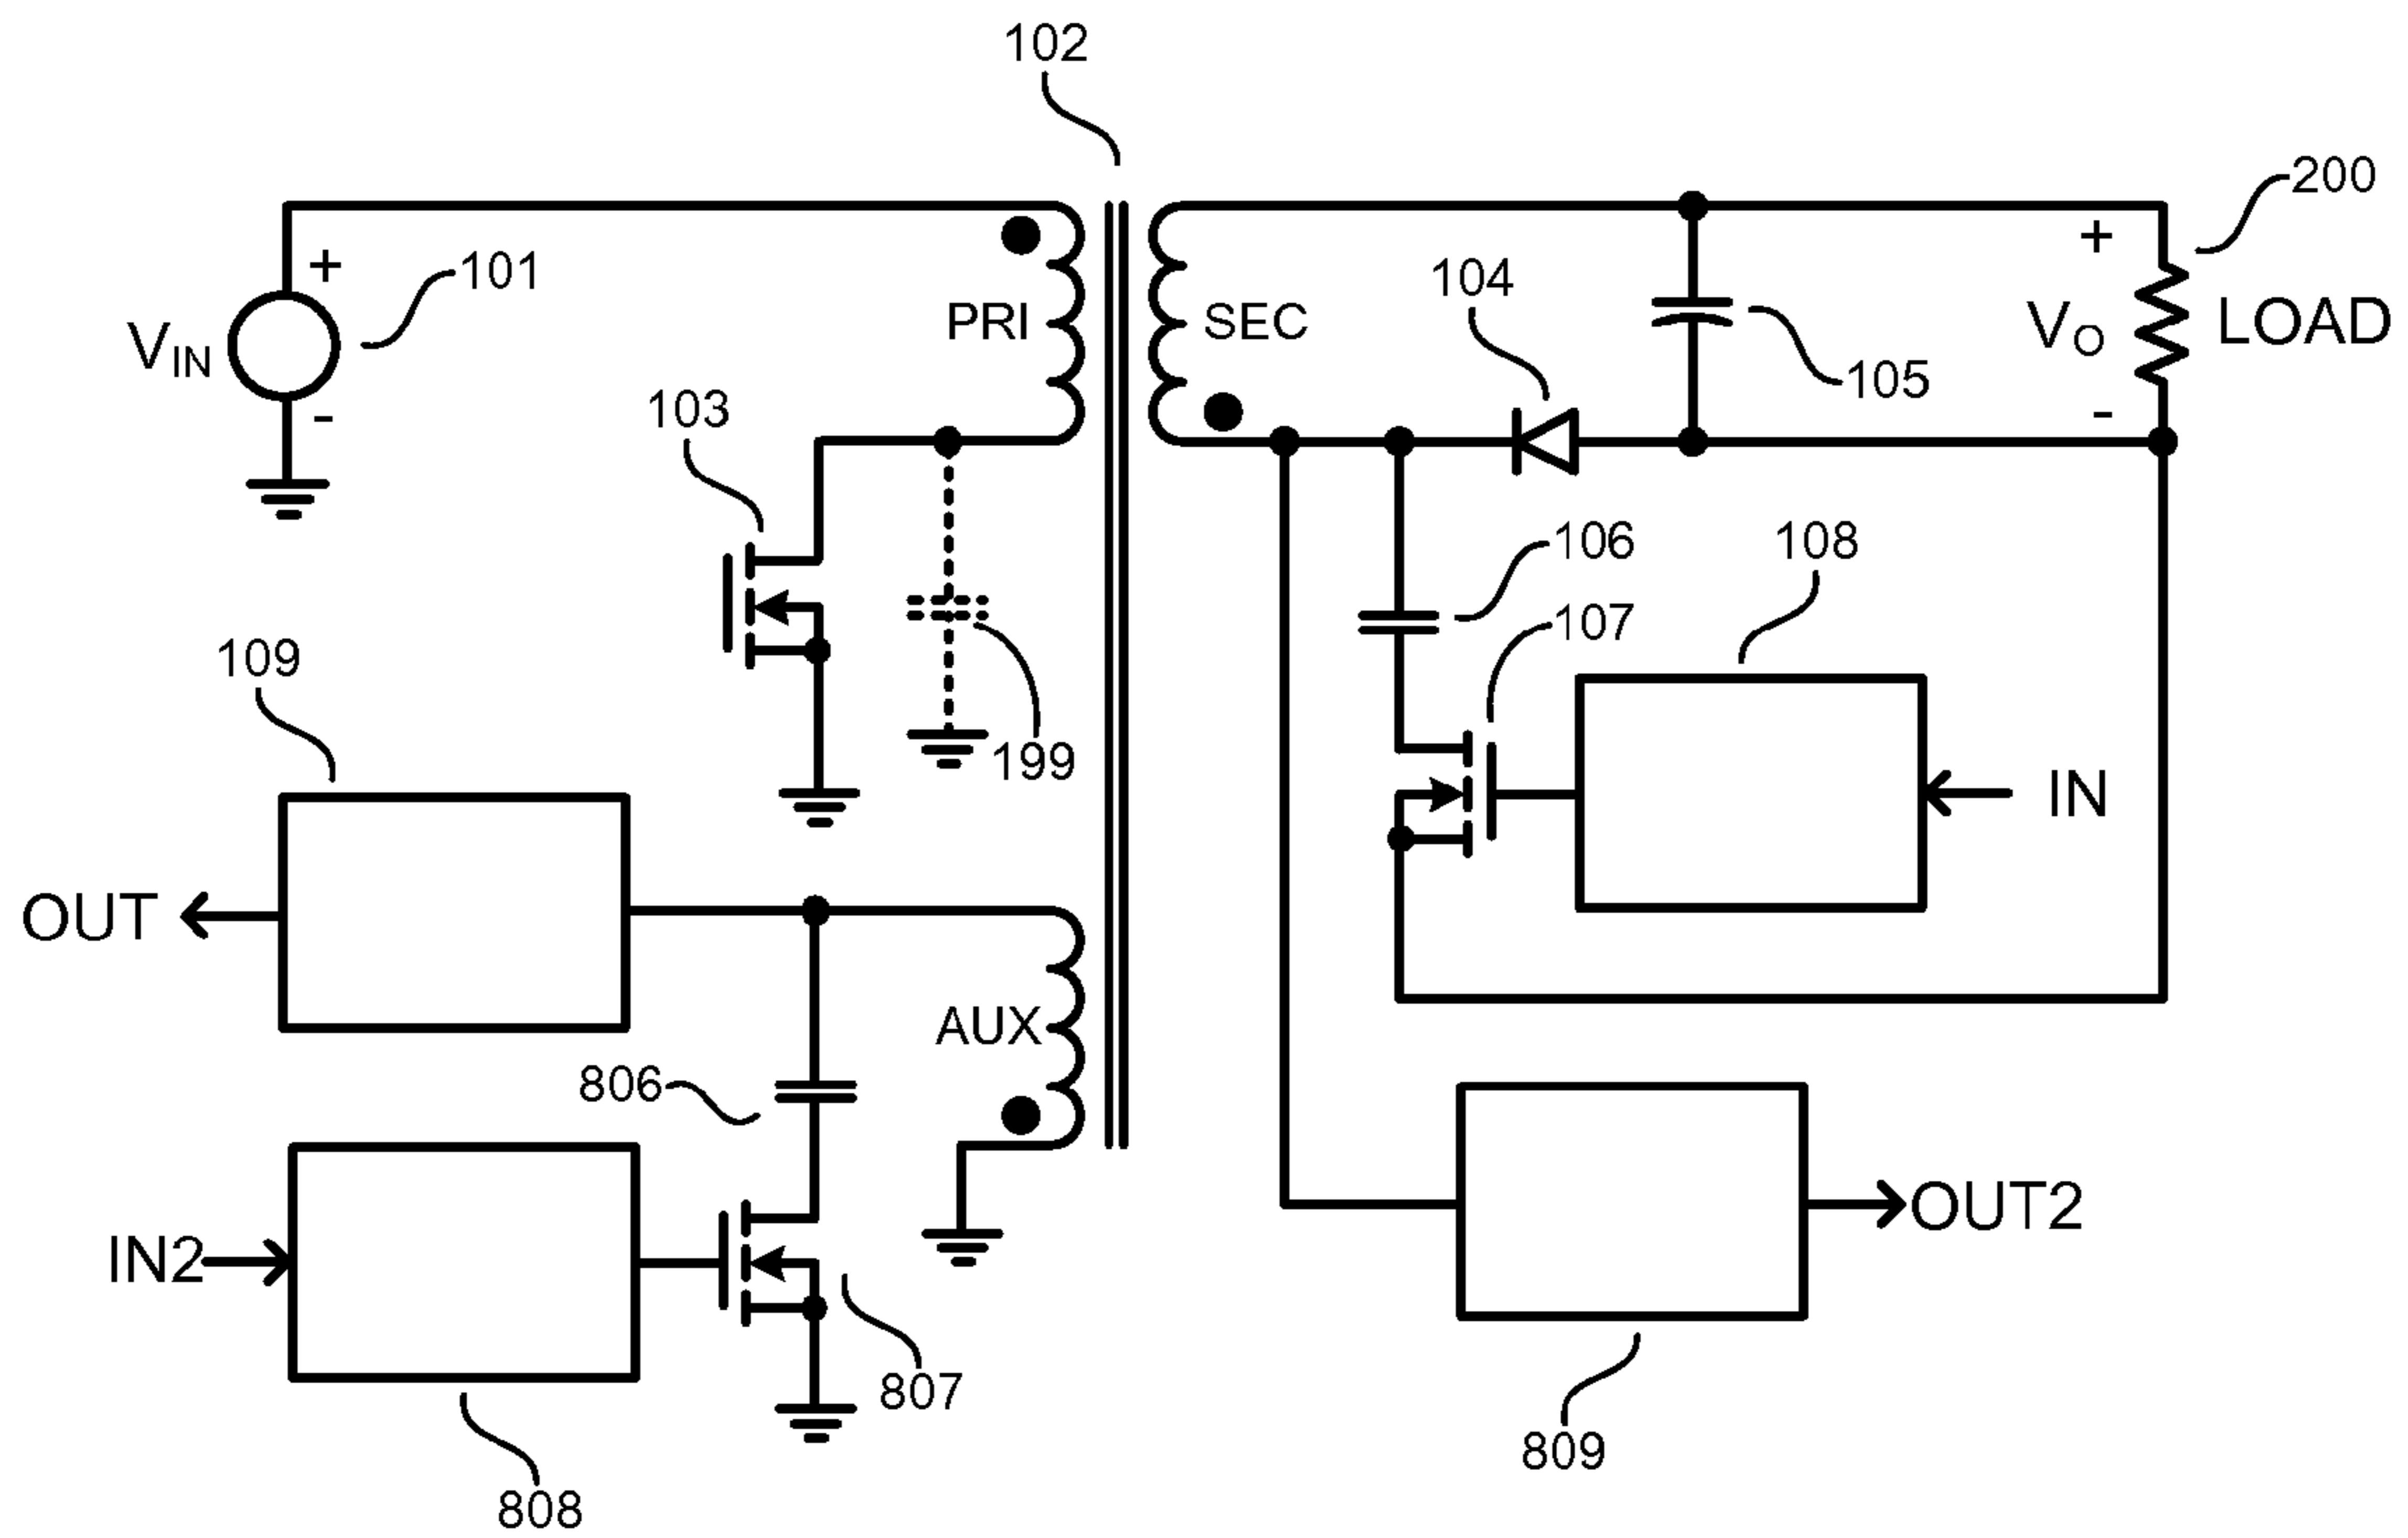 102
200
+
+
101
104
PRI
SEC
LOAD
VIN
VO
105
103
-
-
106
108
107
109
199
IN
OUT
AUX
806
OUT2
IN2
807
809
808